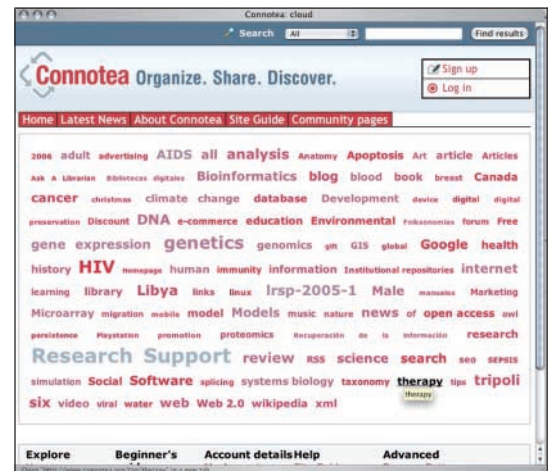 Connotea: cloud
Search All Find results
Connotea Organize. Share. Discover.
Sign up
Log in
Home Latest News About Connotea Site Guide Community pages
2006 adult advertising AIDS all analysis Anatomy Apoptosis Art article Articles
Ask A Librarian Bibliotecas digitales Bioinformatics blog blood book breast Canada
cancer christmas climate change database Development device digital digital
preservation Discount DNA e-commerce education Environmental Folksonomies forum Free
gene expression genetics genomics gift GIS global Google health
history HIV Homepage human immunity information Institutional repositories internet
learning library Libya links linux lrsp-2005-1 Male manuales Marketing
Microarray migration mobile model Models music nature news of open access owl
persistence Playstation promotion proteomics Recuperación de la información research
Research Support review RSS science search seo SEPSIS
simulation Social Software splicing systems biology taxonomy therapy tips tripoli
therapy
six video viral water web Web 2.0 wikipedia xml
Explore Beginner's Account details Help Advanced